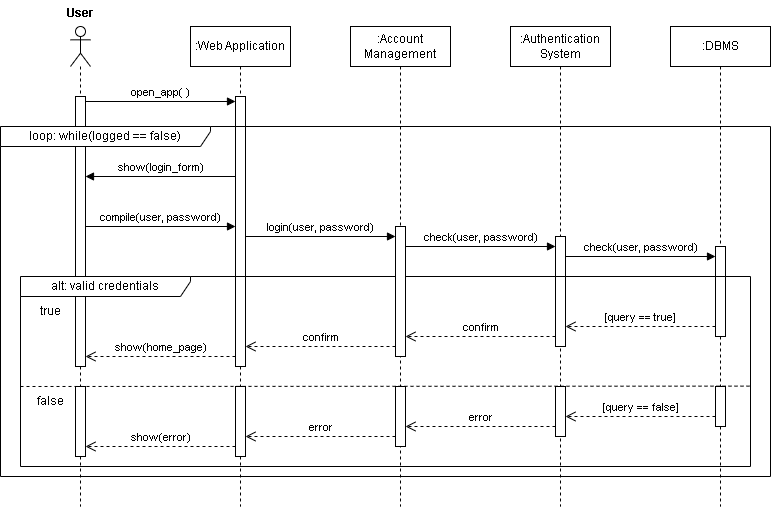 User
:Web Application
:Account
Management
:Authentication
System
:DBMS
open_app( )
loop: while(logged == false)
show(login_form)
compile(user, password)
login(user, password)
check(user, password)
check(user, password)
alt: valid credentials
true
[query == true]
confirm
confirm
show(home_page)
false
[query == false]
error
error
show(error)